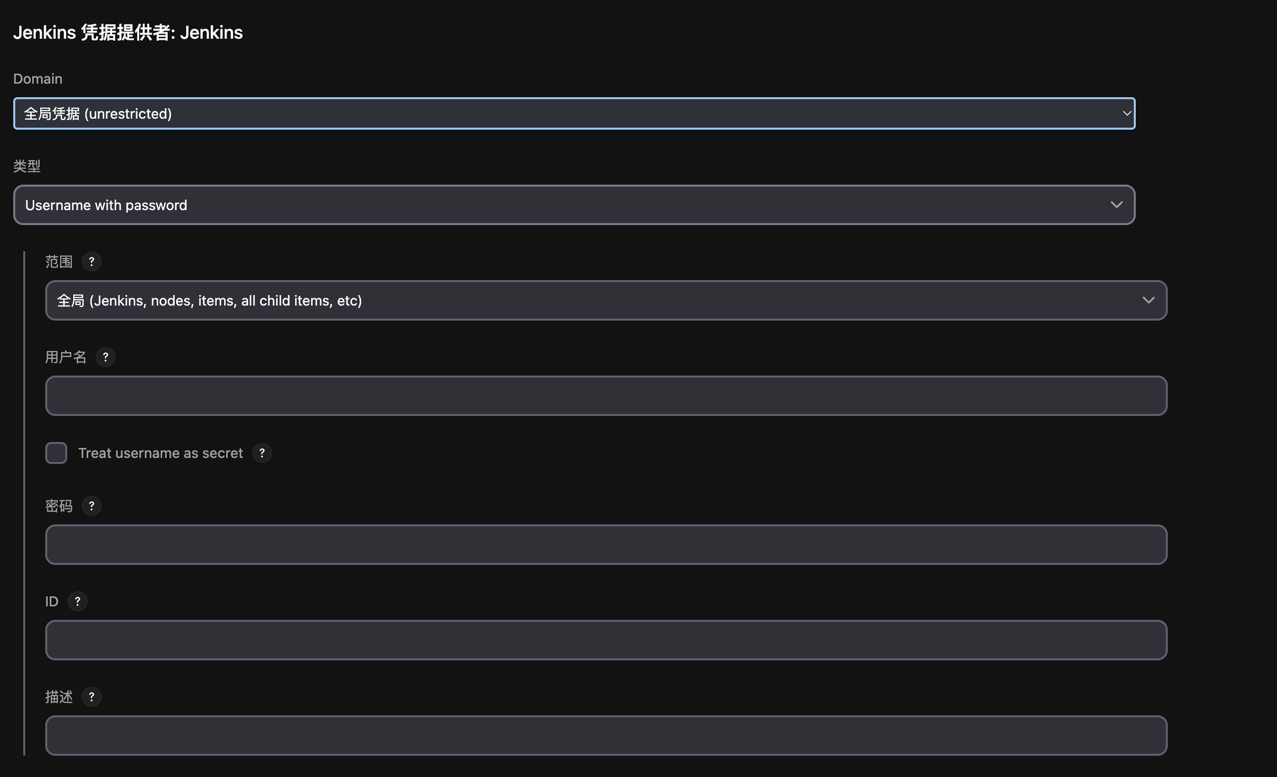 Jenkins 凭据提供者: Jenkins
Domain
全局凭据 (unrestricted)
类型
Username with password
范围 ?
全局 (Jenkins, nodes, items, all child items, etc)
用户名 ?
Treat username as secret ?
密码 ?
ID ?
描述 ?